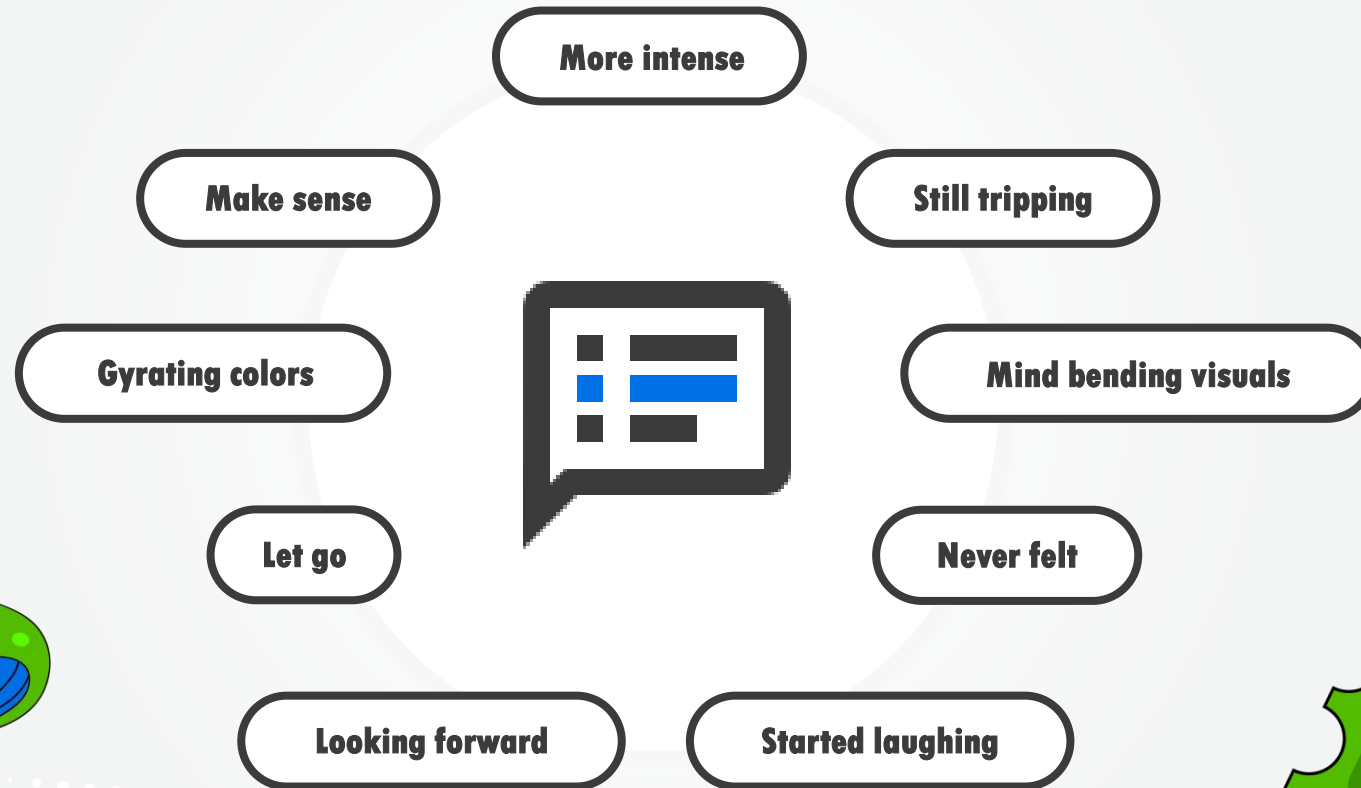 More intense
Make sense
Still tripping
Gyrating colors
Mind bending visuals
Let go
Never felt
Looking forward
Started laughing